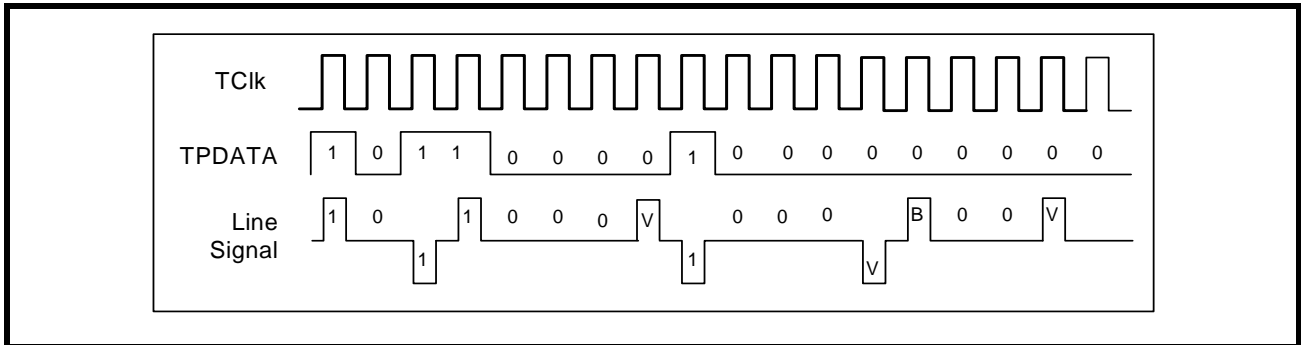 TClk
TPDATA 1 0 1 1 0 0 0 0 1 0 0 0 0 0 0 0 0 0
Line Signal 1 0 1 1 0 0 0 V 1 0 0 0 V B 0 0 V